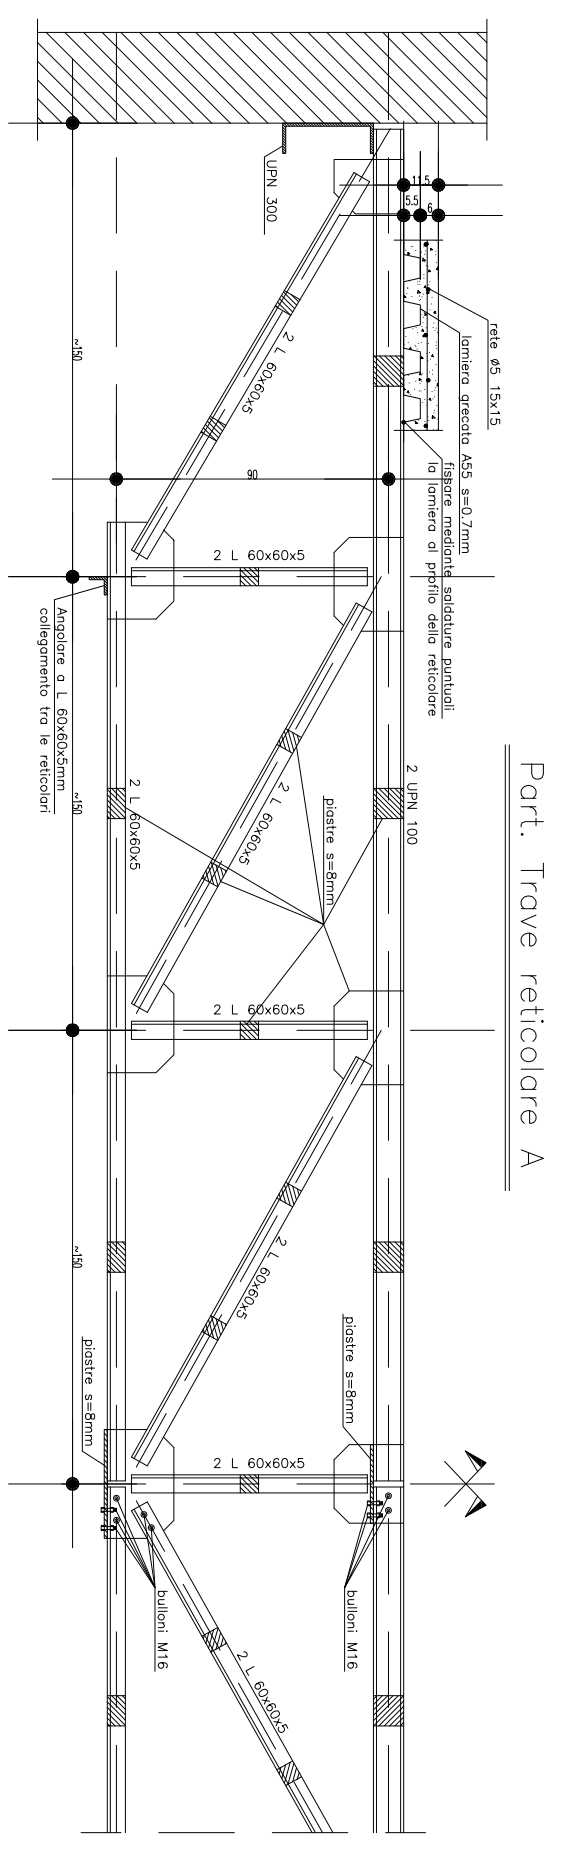 Part. Trave reticolare A
rete ø5 15x15
lamiera grecata A55 s=0.7mm
fissare mediante saldature puntuali
la lamiera al profilo della reticolare
11.5
5.5
6
UPN 300
2 L 60x60x5
~150
90
2 L 60x60x5
Angolare a L 60x60x5mm
collegamento tra le reticolari
2 UPN 100
piastre s=8mm
2 L 60x60x5
2 L 60x60x5
~150
2 L 60x60x5
2 L 60x60x5
~150
piastre s=8mm
piastre s=8mm
2 L 60x60x5
bulloni M16
bulloni M16
2 L 60x60x5